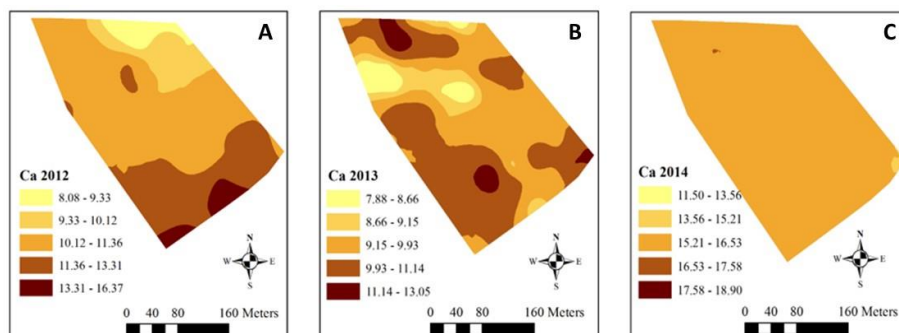 A
Ca 2012
8.08 - 9.33
9.33 - 10.12
10.12 - 11.36
11.36 - 13.31
13.31 - 16.37
N
W E
S
0 20 40 80 160 Meters
B
Ca 2013
7.88 - 8.66
8.66 - 9.15
9.15 - 9.93
9.93 - 11.14
11.14 - 13.05
N
W E
S
0 20 40 80 160 Meters
C
Ca 2014
11.50 - 13.56
13.56 - 15.21
15.21 - 16.53
16.53 - 17.58
17.58 - 18.90
N
W E
S
0 20 40 80 160 Meters